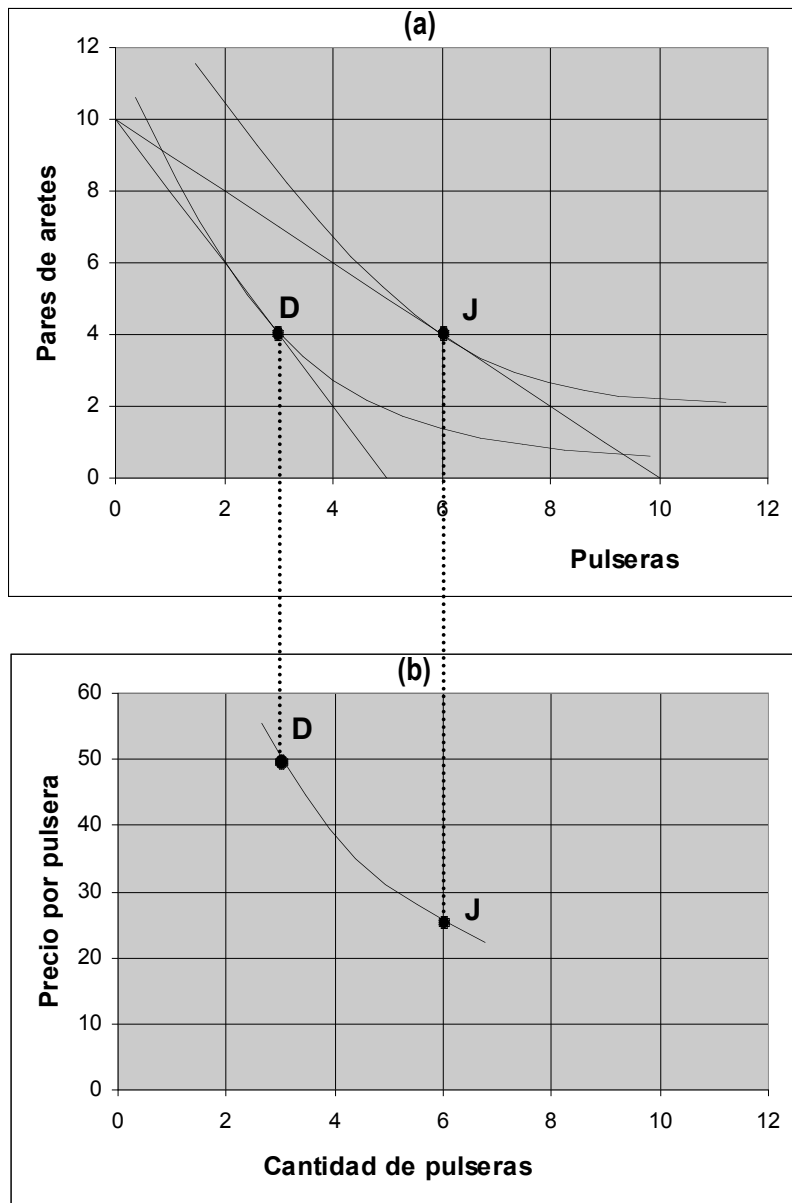 (a)
12
10
8
6
4
2
0
Pares de aretes
D
J
0 2 4 6 8 10 12
Pulseras
(b)
60
50
40
30
20
10
0
Precio por pulsera
D
J
0 2 4 6 8 10 12
Cantidad de pulseras